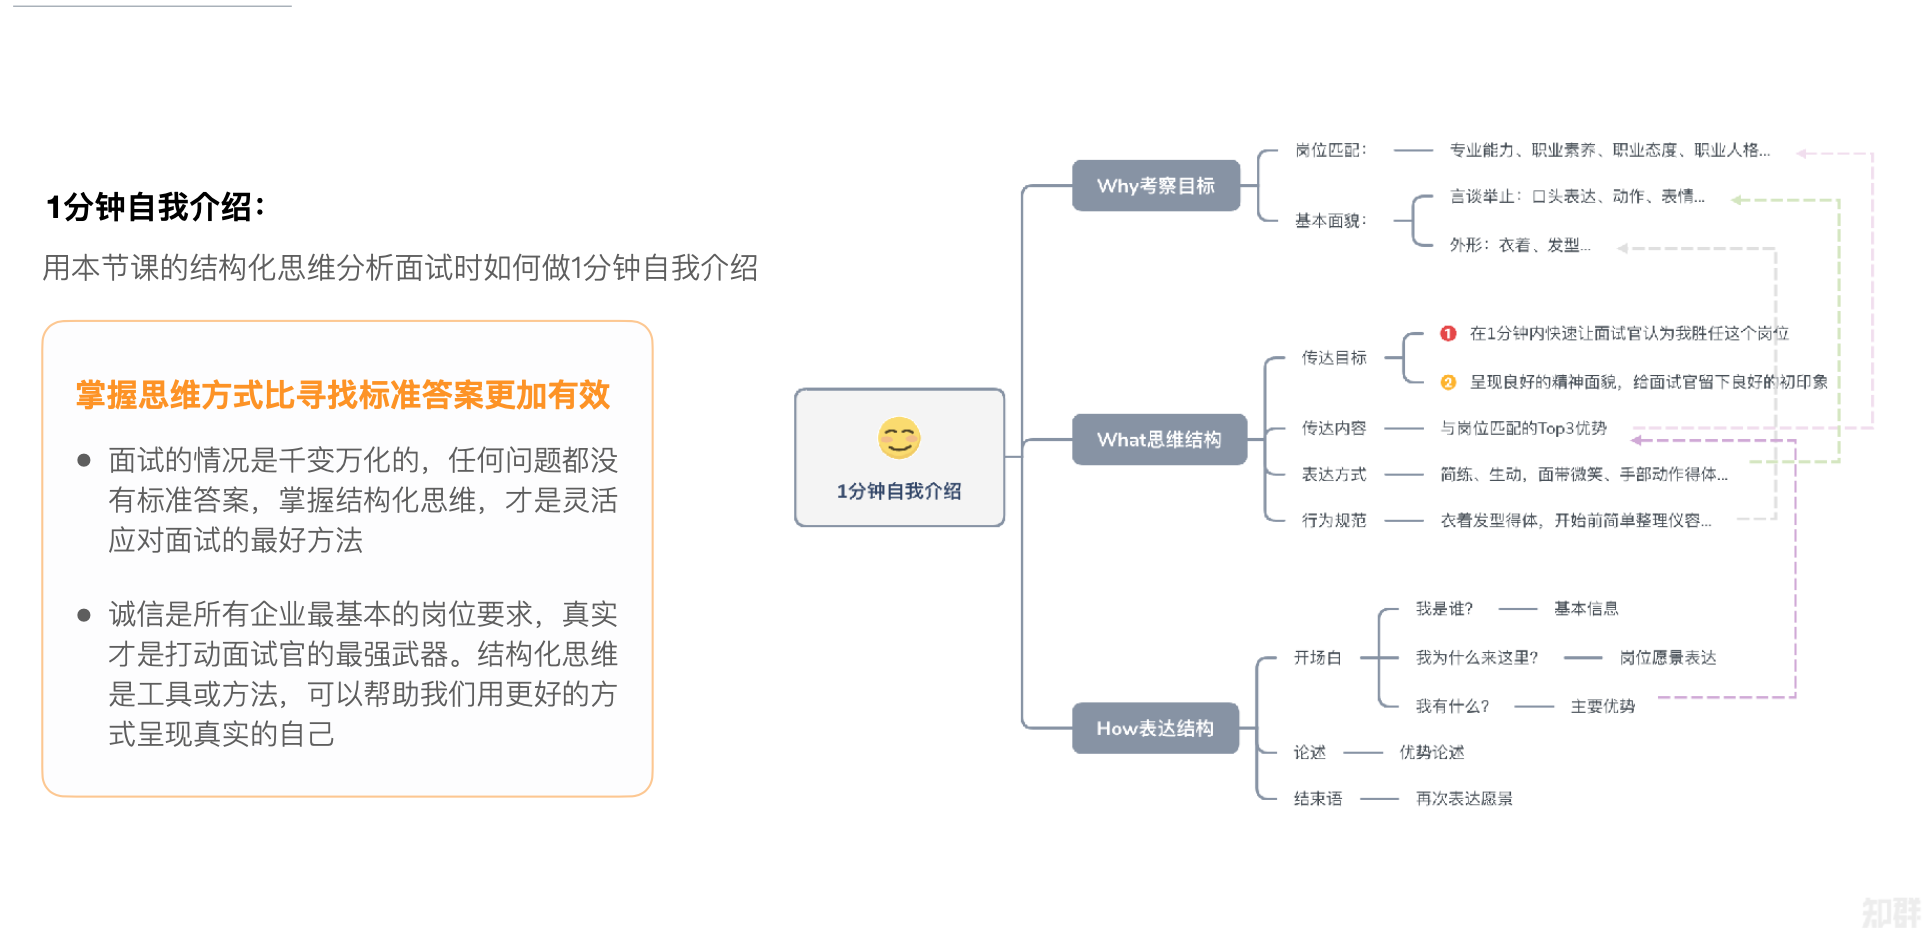 1分钟自我介绍：
用本节课的结构化思维分析面试时如何做1分钟自我介绍
掌握思维方式比寻找标准答案更加有效
● 面试的情况是千变万化的，任何问题都没
有标准答案，掌握结构化思维，才是灵活
应对面试的最好方法
● 诚信是所有企业最基本的岗位要求，真实
才是打动面试官的最强武器。结构化思维
是工具或方法，可以帮助我们用更好的方
式呈现真实的自己
1分钟自我介绍
Why考察目标
岗位匹配：
专业能力、职业素养、职业态度、职业人格...
基本面貌：
言谈举止：口头表达、动作、表情...
外形：衣着、发型...
What思维结构
传达目标
1 在1分钟内快速让面试官认为我胜任这个岗位
2 呈现良好的精神面貌，给面试官留下良好的初印象
传达内容
与岗位匹配的Top3优势
表达方式
简练、生动，面带微笑、手部动作得体...
行为规范
衣着发型得体，开始前简单整理仪容...
How表达结构
开场白
我是谁？
基本信息
我为什么来这里？
岗位愿景表达
我有什么？
主要优势
论述
优势论述
结束语
再次表达愿景
知群